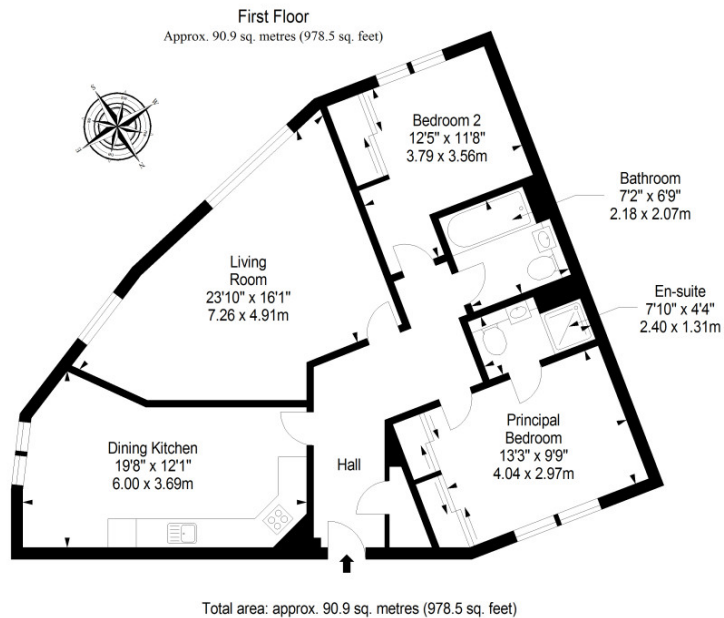 First Floor
Approx. 90.9 sq. metres (978.5 sq. feet)
S
W
E
N
Bedroom 2
12'5" x 11'8"
3.79 x 3.56m
Bathroom
7'2" x 6'9"
2.18 x 2.07m
Living
Room
23'10" x 16'1"
7.26 x 4.91m
En-suite
7'10" x 4'4"
2.40 x 1.31m
Principal
Bedroom
13'3" x 9'9"
4.04 x 2.97m
Dining Kitchen
19'8" x 12'1"
6.00 x 3.69m
Hall
Total area: approx. 90.9 sq. metres (978.5 sq. feet)